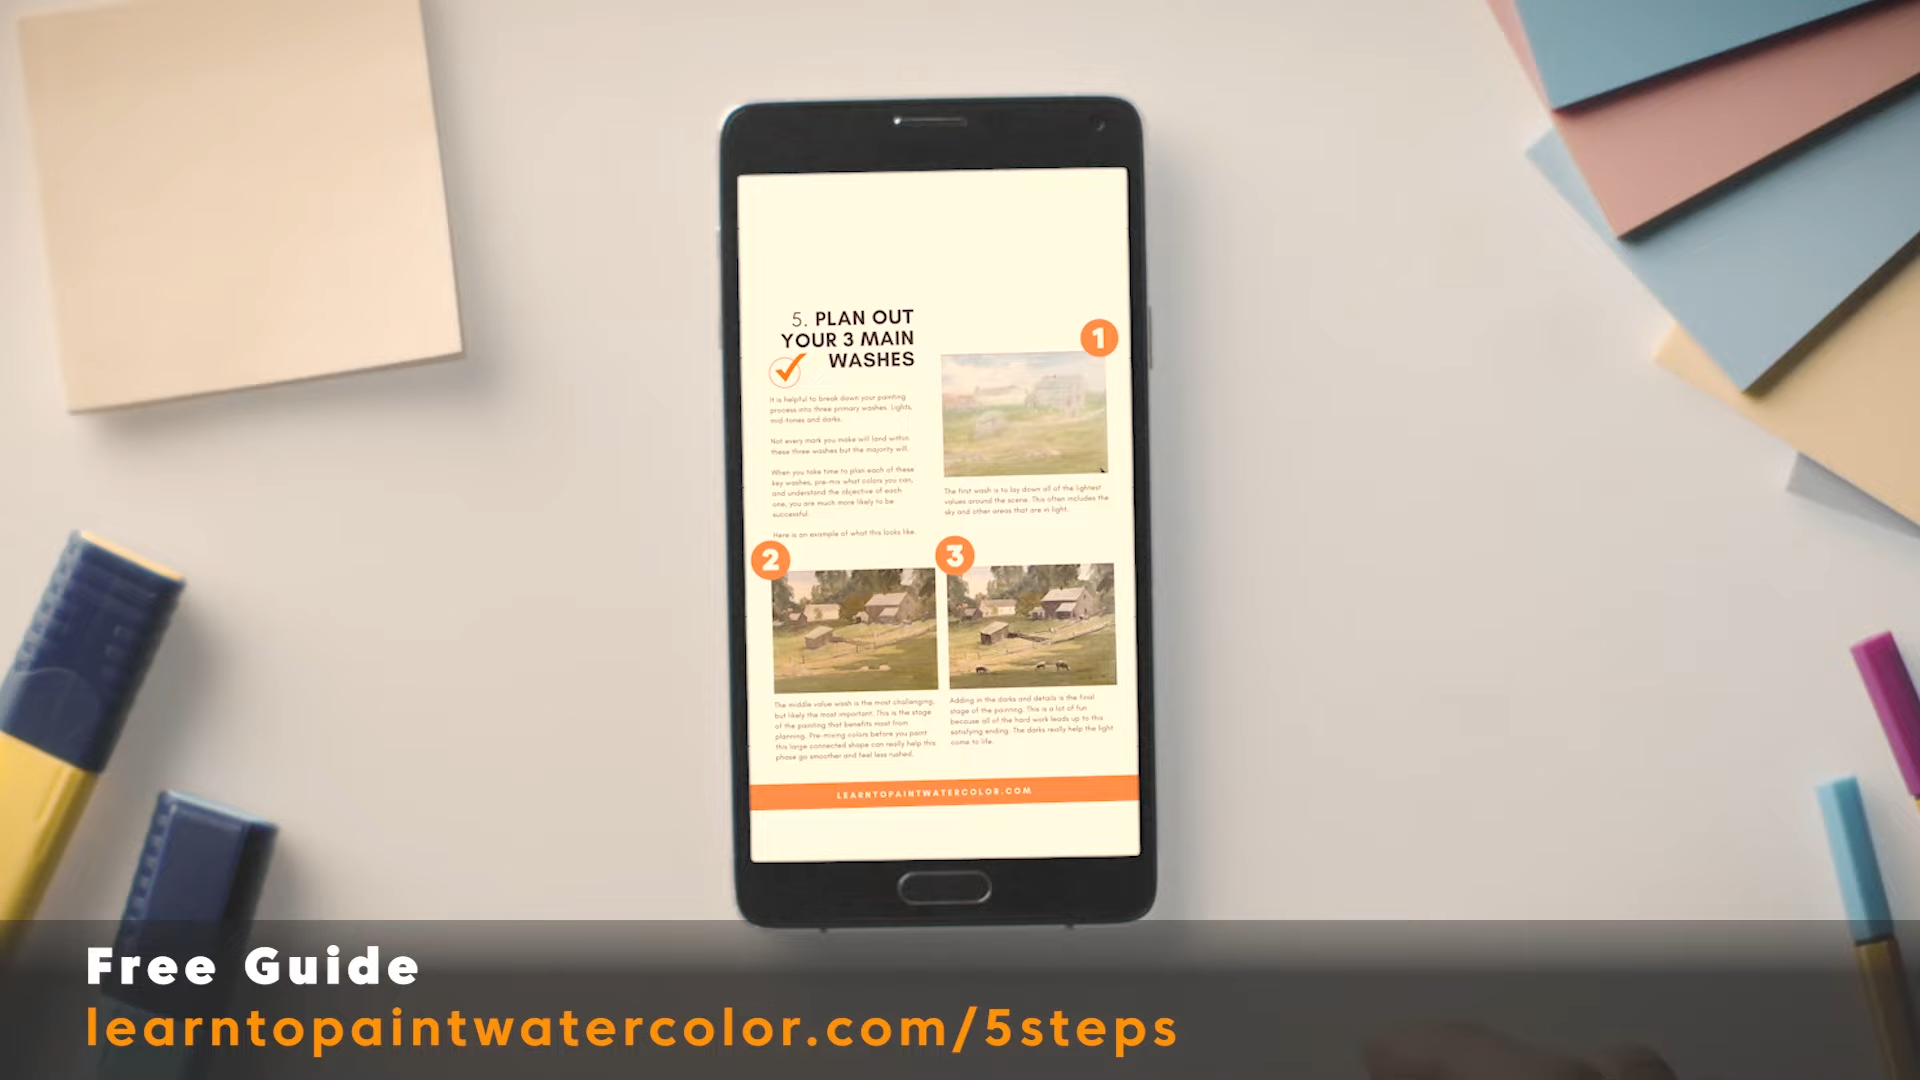 5. PLAN OUT
YOUR 3 MAIN
WASHES
It is helpful to break down your painting
process into three primary washes. Lights,
mid-tones and darks.
Not every mark you make will land within
these three washes but the majority will.
When you take time to plan each of these
key washes, pre-mix what colors you can,
and understand the objective of each
one, you are much more likely to be
successful.
Here is an example of what this looks like.
1
The first wash is to lay down all of the lightest
values around the scene. This often includes the
sky and other areas that are in light.
2
The middle value wash is the most challenging,
but likely the most important. This is the stage
of the painting that benefits most from
planning. Pre-mixing colors before you paint
this large connected shape can really help this
phase go smoother and feel less rushed.
3
Adding in the darks and details is the final
stage of the painting. This is a lot of fun
because all of the hard work leads up to this
satisfying ending. The darks really help the light
come to life.
LEARNTOPAINTWATERCOLOR.COM
Free Guide
learntopaintwatercolor.com/5steps